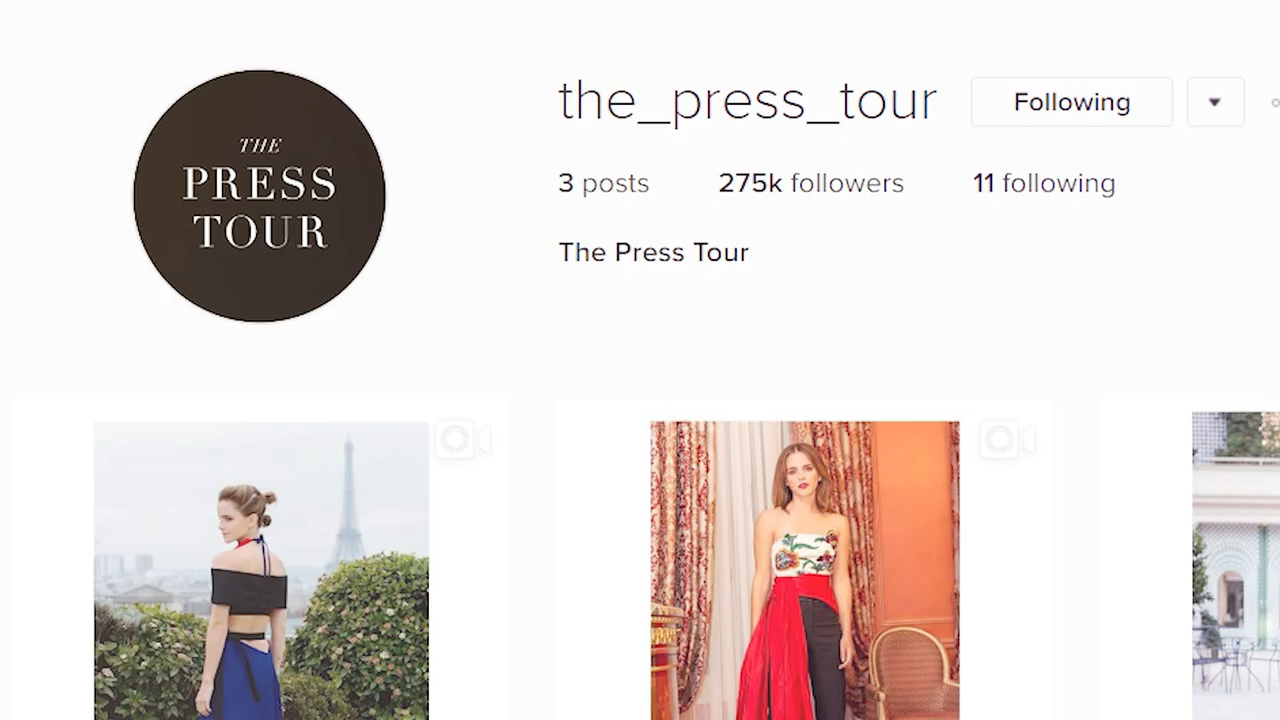 THE
PRESS
TOUR
the_press_tour Following
3 posts 275k followers 11 following
The Press Tour